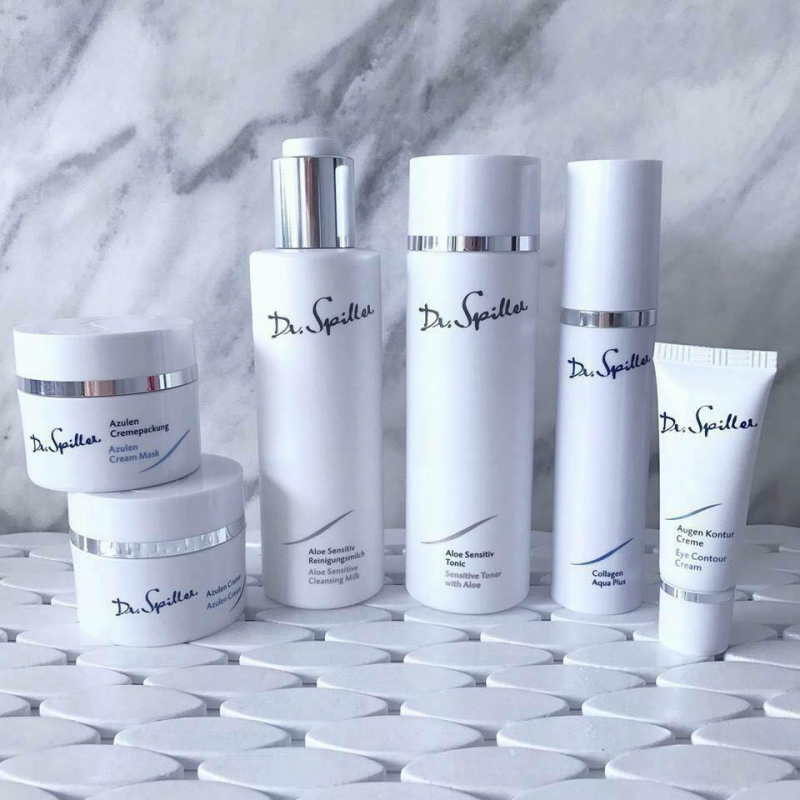 Dr. Spiller
Azulen
Cremepackung
Azulen
Cream Mask
Dr. Spiller
Azulen Creme
Azulen Cream
Dr. Spiller
Aloe Sensitiv
Reinigungsmilch
Aloe Sensitive
Cleansing Milk
Dr. Spiller
Aloe Sensitiv
Tonic
Sensitive Toner
with Aloe
Dr. Spiller
Collagen
Aqua Plus
Dr. Spiller
Augen Kontur
Creme
Eye Contour
Cream